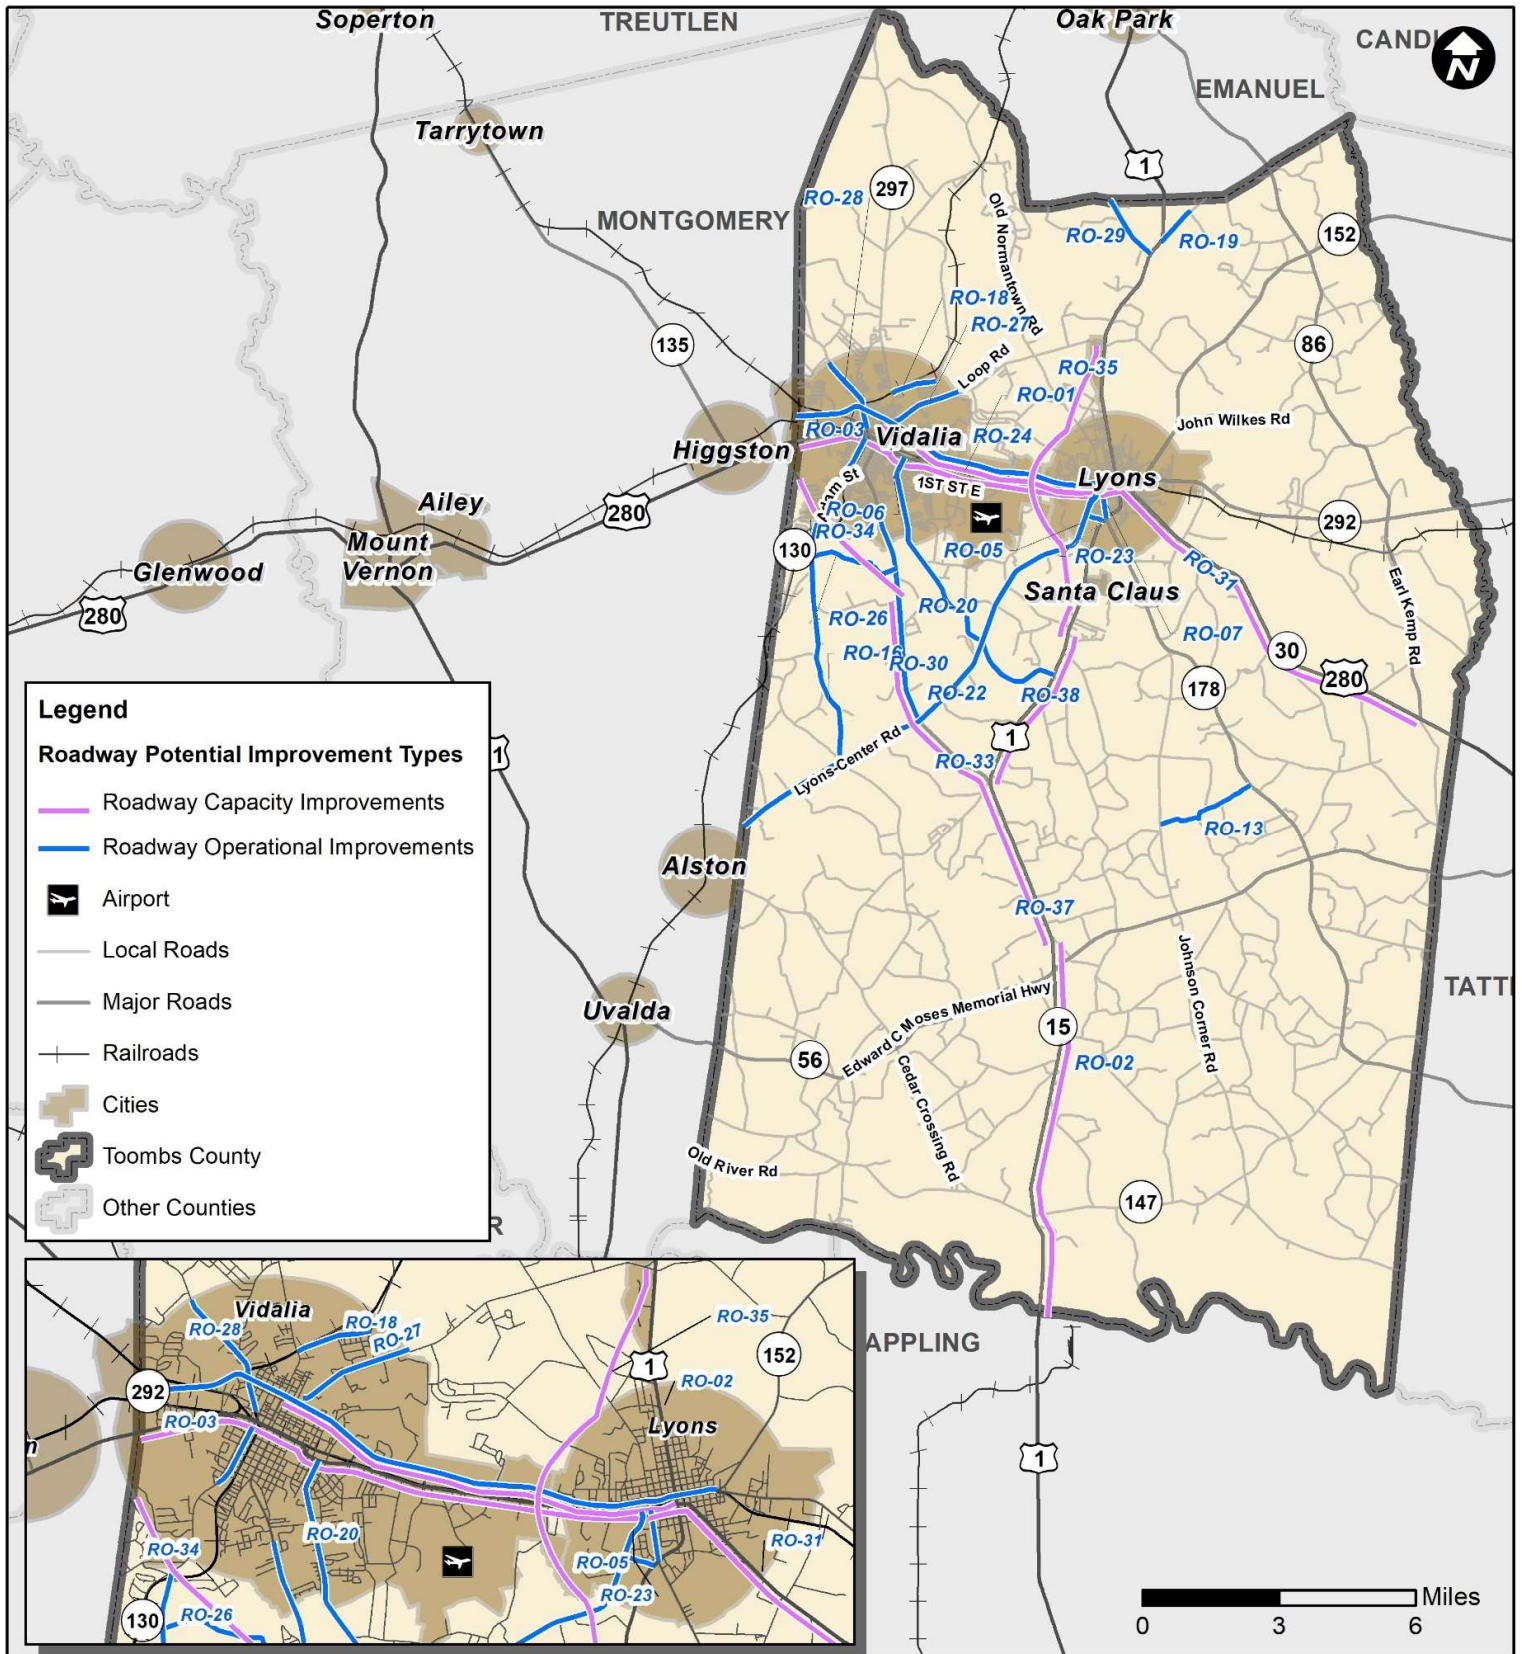 Soperton
TREUTLEN
Oak Park
CANDL
N
EMANUEL
Tarrytown
1
297
RO-28
MONTGOMERY
Old Normantown Rd
RO-29
RO-19
152
RO-18
RO-27
135
86
Loop Rd
RO-35
RO-01
John Wilkes Rd
RO-03
Vidalia
RO-24
Higgston
Lyons
1ST ST E
Ailey
280
RO-06
292
RO-34
Mount
Vernon
130
RO-05
RO-23
Glenwood
RO-31
Santa Claus
Earl Kemp Rd
280
RO-20
RO-26
RO-07
RO-16
RO-30
30
280
178
RO-22
RO-38
1
1
Lyons-Center Rd
RO-33
RO-13
Alston
RO-37
Johnson Corner Rd
TATT
Edward C Moses Memorial Hwy
Uvalda
15
56
RO-02
Cedar Crossing Rd
Old River Rd
147
R
APPLING
1
Legend
Roadway Potential Improvement Types
Roadway Capacity Improvements
Roadway Operational Improvements
Airport
Local Roads
Major Roads
Railroads
Cities
Toombs County
Other Counties
Vidalia
RO-28
RO-18
RO-27
RO-35
152
1
RO-02
292
RO-03
Lyons
n
RO-20
RO-34
RO-31
RO-05
RO-23
RO-26
130
Miles
0 3 6